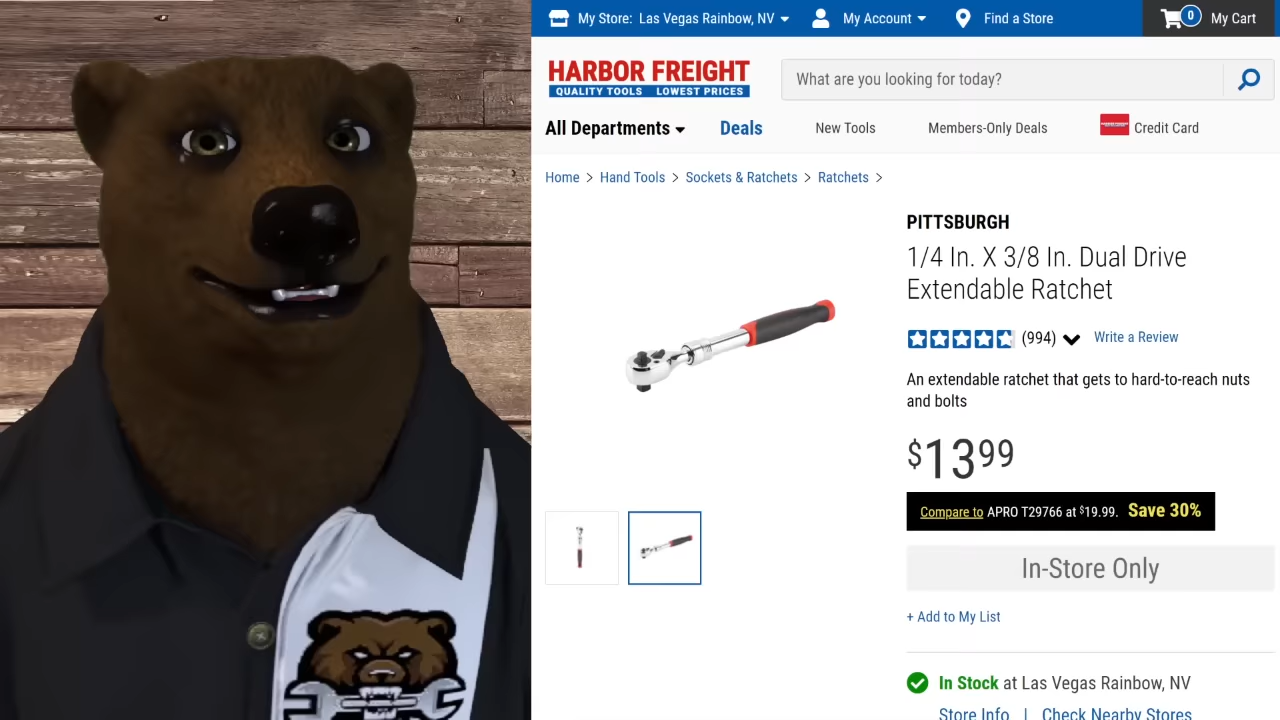 My Store: Las Vegas Rainbow, NV
My Account
Find a Store
0
My Cart
HARBOR FREIGHT
QUALITY TOOLS LOWEST PRICES
What are you looking for today?
All Departments
Deals
New Tools
Members-Only Deals
Credit Card
Home > Hand Tools > Sockets & Ratchets > Ratchets >
PITTSBURGH
1/4 In. X 3/8 In. Dual Drive
Extendable Ratchet
(994)
Write a Review
An extendable ratchet that gets to hard-to-reach nuts
and bolts
$13 99
Compare to APRO T29766 at $19.99. Save 30%
In-Store Only
+ Add to My List
In Stock at Las Vegas Rainbow, NV
Store Info | Check Nearby Stores